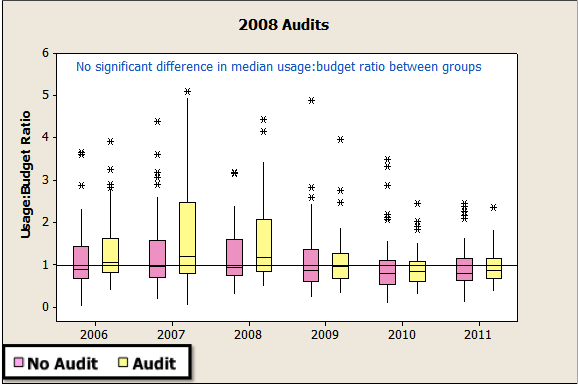 2008 Audits
No significant difference in median usage:budget ratio between groups
Usage:Budget Ratio
6
5
4
3
2
1
0
2006 2007 2008 2009 2010 2011
No Audit Audit